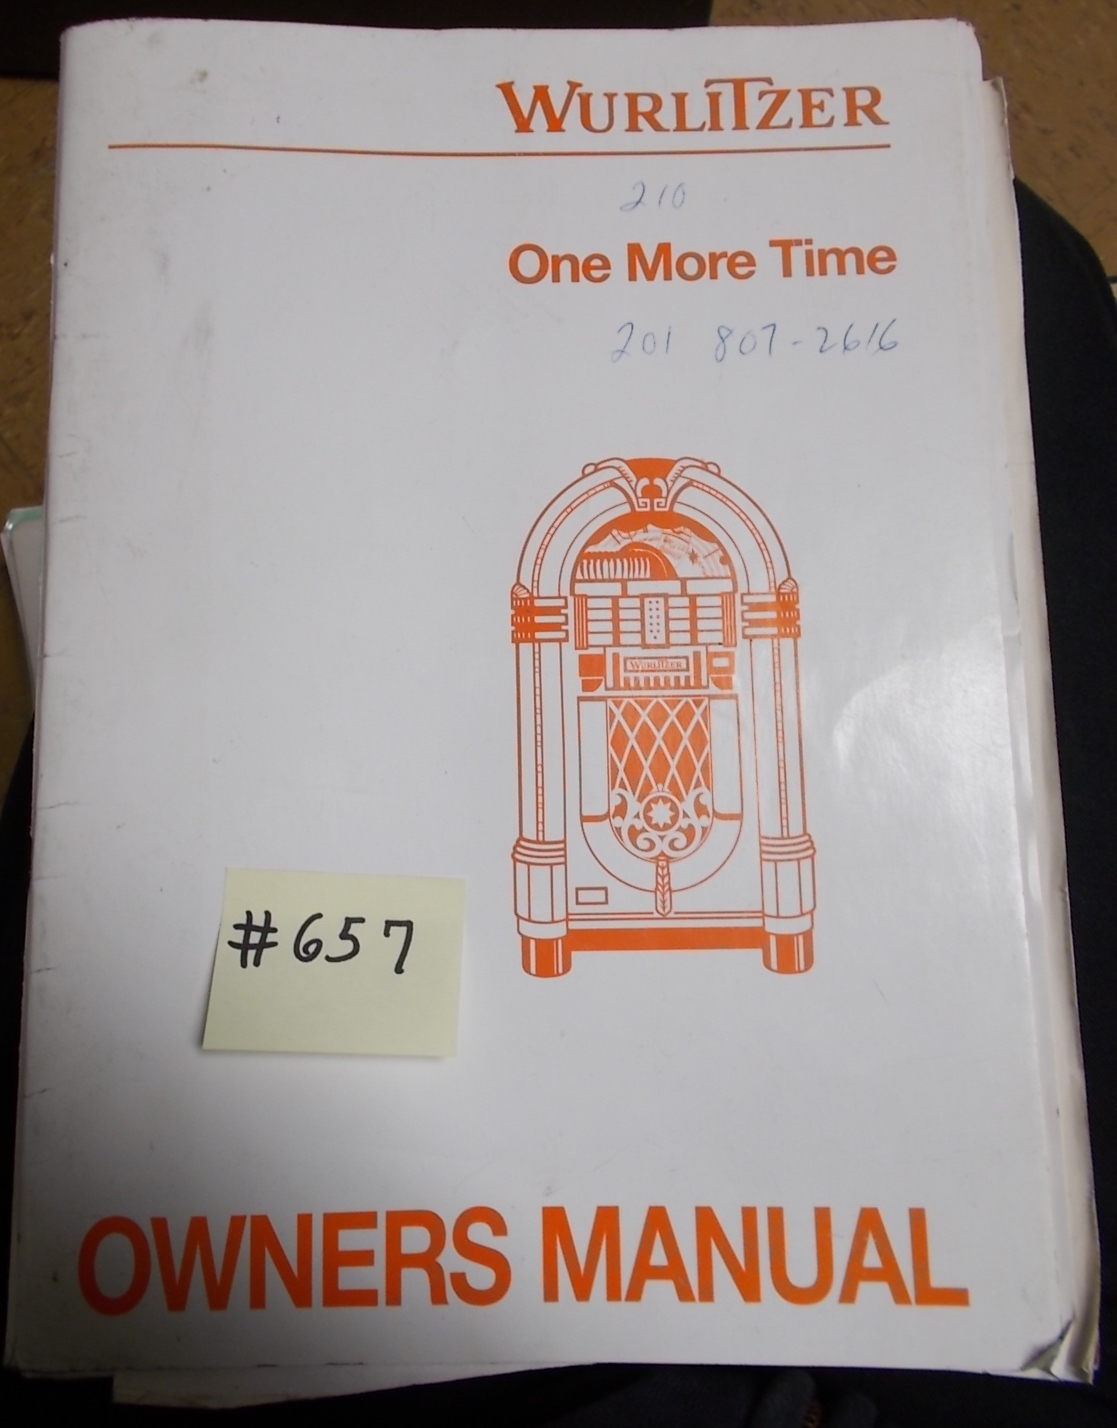 WURLITZER
210
One More Time
201 807-2616
WURLITZER
#657
OWNERS MANUAL